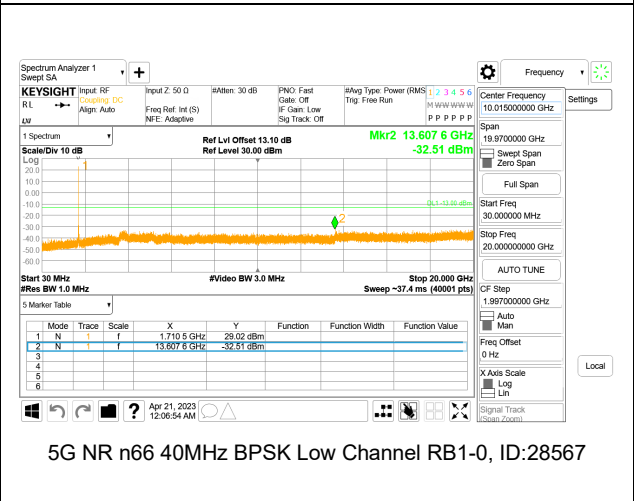 Spectrum Analyzer 1
Swept SA
Frequency
KEYSIGHT
RL
Input: RF
Coupling: DC
Align: Auto
Input Z: 50 Ω
Freq Ref: Int (S)
NFE: Adaptive
#Atten: 30 dB
PNO: Fast
Gate: Off
IF Gain: Low
Sig Track: Off
#Avg Type: Power (RMS
Trig: Free Run
1 2 3 4 5 6
M W W W W W
P P P P P P
Center Frequency
10.015000000 GHz
Settings
Span
19.9700000 GHz
Swept Span
Zero Span
Full Span
Start Freq
30.000000 MHz
Stop Freq
20.000000000 GHz
AUTO TUNE
CF Step
1.997000000 GHz
Auto
Man
Freq Offset
0 Hz
X Axis Scale
Log
Lin
Local
Signal Track
(Span Zoom)
1 Spectrum
Scale/Div 10 dB
Ref Lvl Offset 13.10 dB
Ref Level 30.00 dBm
Mkr2 13.607 6 GHz
-32.51 dBm
Log
20.0
10.0
0.00
-10.0
-20.0
-30.0
-40.0
-50.0
-60.0
1
2
DL1 -13.00 dBm
Start 30 MHz
#Res BW 1.0 MHz
#Video BW 3.0 MHz
Stop 20.000 GHz
Sweep ~37.4 ms (40001 pts)
5 Marker Table
Mode Trace Scale X Y Function Function Width Function Value
1 N 1 f 1.710 5 GHz 29.02 dBm
2 N 1 f 13.607 6 GHz -32.51 dBm
3
4
5
6
?
Apr 21, 2023
12:06:54 AM
5G NR n66 40MHz BPSK Low Channel RB1-0, ID:28567